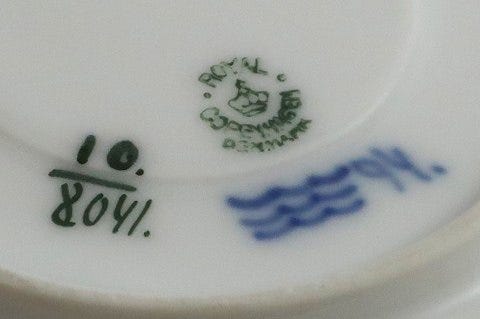 ROYAL
COPENHAGEN
DENMARK
10.
8041.